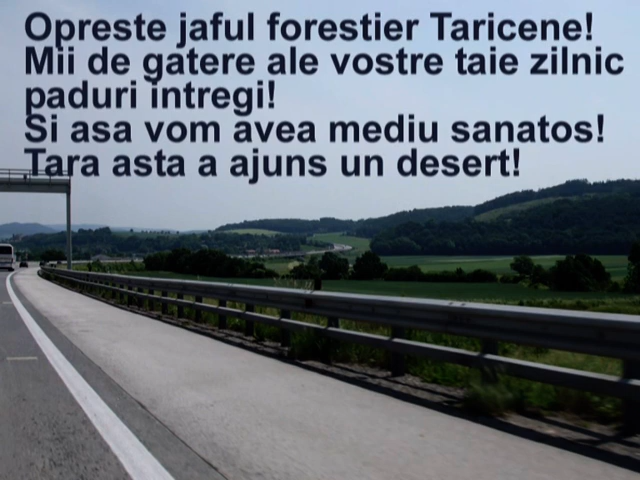 Opreste jaful forestier Taricene!
Mii de gatere ale vostre taie zilnic
paduri intregi!
Si asa vom avea mediu sanatos!
Tara asta a ajuns un desert!